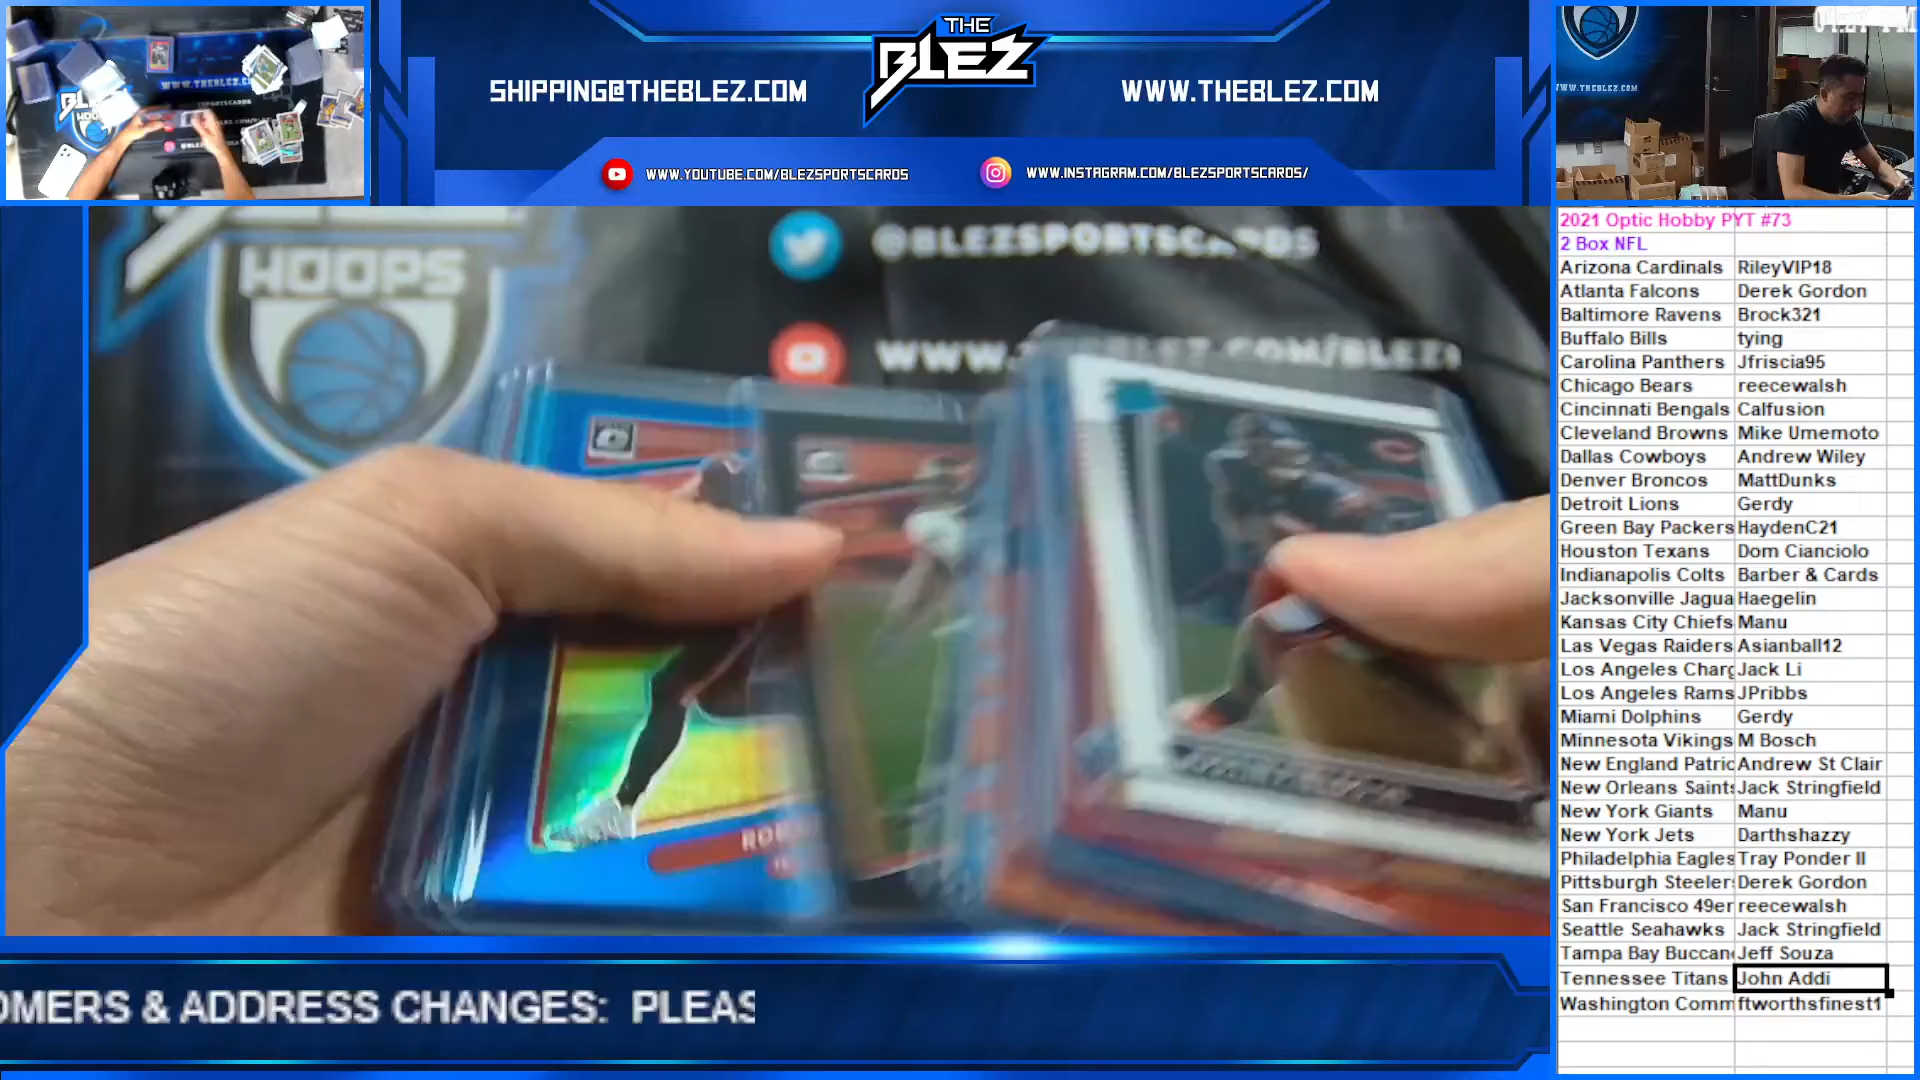 THE
BLEZ
SHIPPING@THEBLEZ.COM
WWW.THEBLEZ.COM
WWW.YOUTUBE.COM/BLEZSPORTSCARDS
WWW.INSTAGRAM.COM/BLEZSPORTSCARDS/
WWW.THEBLEZ.COM
HOOPS
@BLEZSPORTSCARDS
HOOPS
2021 Optic Hobby PYT #73
2 Box NFL
Arizona Cardinals RileyVIP18
Atlanta Falcons Derek Gordon
Baltimore Ravens Brock321
Buffalo Bills tying
Carolina Panthers Jfriscia95
Chicago Bears reecewalsh
Cincinnati Bengals Calfusion
Cleveland Browns Mike Umemoto
Dallas Cowboys Andrew Wiley
Denver Broncos MattDunks
Detroit Lions Gerdy
Green Bay Packers HaydenC21
Houston Texans Dom Cianciolo
Indianapolis Colts Barber & Cards
Jacksonville Jagua Haegelin
Kansas City Chiefs Manu
Las Vegas Raiders Asianball12
Los Angeles Charg Jack Li
Los Angeles Rams JPribbs
Miami Dolphins Gerdy
Minnesota Vikings M Bosch
New England Patric Andrew St Clair
New Orleans Saints Jack Stringfield
New York Giants Manu
New York Jets Darthshazzy
Philadelphia Eagles Tray Ponder II
Pittsburgh Steelers Derek Gordon
San Francisco 49er reecewalsh
Seattle Seahawks Jack Stringfield
Tampa Bay Buccan Jeff Souza
Tennessee Titans John Addi
Washington Comm ftworthsfinest1
OMERS & ADDRESS CHANGES: PLEAS